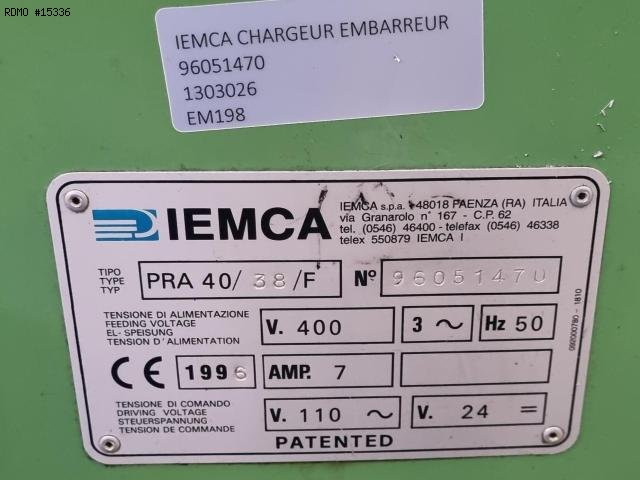 RDMO #15336
IEMCA CHARGEUR EMBARREUR
96051470
1303026
EM198
IEMCA
IEMCA s.p.a. - 48018 FAENZA (RA) ITALIA
via Granarolo n° 167 - C.P. 62
tel. (0546) 46400 - telefax (0546) 46338
telex 550879 IEMCA I
TIPO
TYPE
TYP
PRA 40/38/F
N° 96051470
TENSIONE DI ALIMENTAZIONE
FEEDING VOLTAGE
EL- SPEISUNG
TENSION D'ALIMENTATION
V. 400
3 ~
Hz 50
CE
1996
AMP. 7
TENSIONE DI COMANDO
DRIVING VOLTAGE
STEUERSPANNUNG
TENSION DE COMMANDE
V. 110 ~
V. 24 =
PATENTED
092000780 - 1810